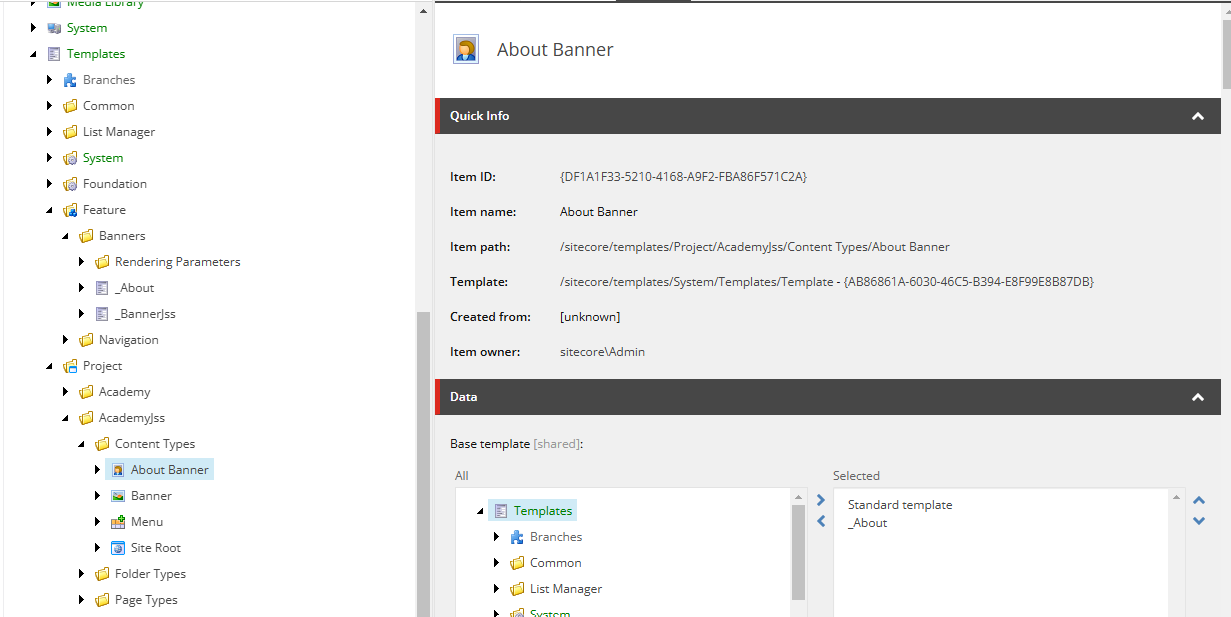 Media Library
System
Templates
Branches
Common
List Manager
System
Foundation
Feature
Banners
Rendering Parameters
_About
_BannerJss
Navigation
Project
Academy
AcademyJss
Content Types
About Banner
Banner
Menu
Site Root
Folder Types
Page Types
About Banner
Quick Info
Item ID: {DF1A1F33-5210-4168-A9F2-FBA86F571C2A}
Item name: About Banner
Item path: /sitecore/templates/Project/AcademyJss/Content Types/About Banner
Template: /sitecore/templates/System/Templates/Template - {AB86861A-6030-46C5-B394-E8F99E8B87DB}
Created from: [unknown]
Item owner: sitecore\Admin
Data
Base template [shared]:
All
Templates
Branches
Common
List Manager
System
Selected
Standard template
_About